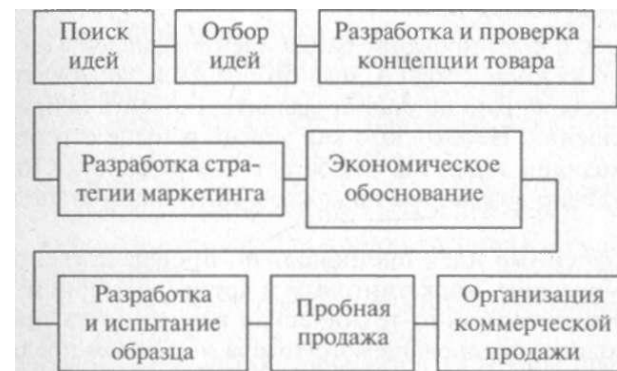 Поиск
идей
Отбор
идей
Разработка и проверка
концепции товара
Разработка стра-
тегии маркетинга
Экономическое
обоснование
Разработка
и испытание
образца
Пробная
продажа
Организация
коммерческой
продажи